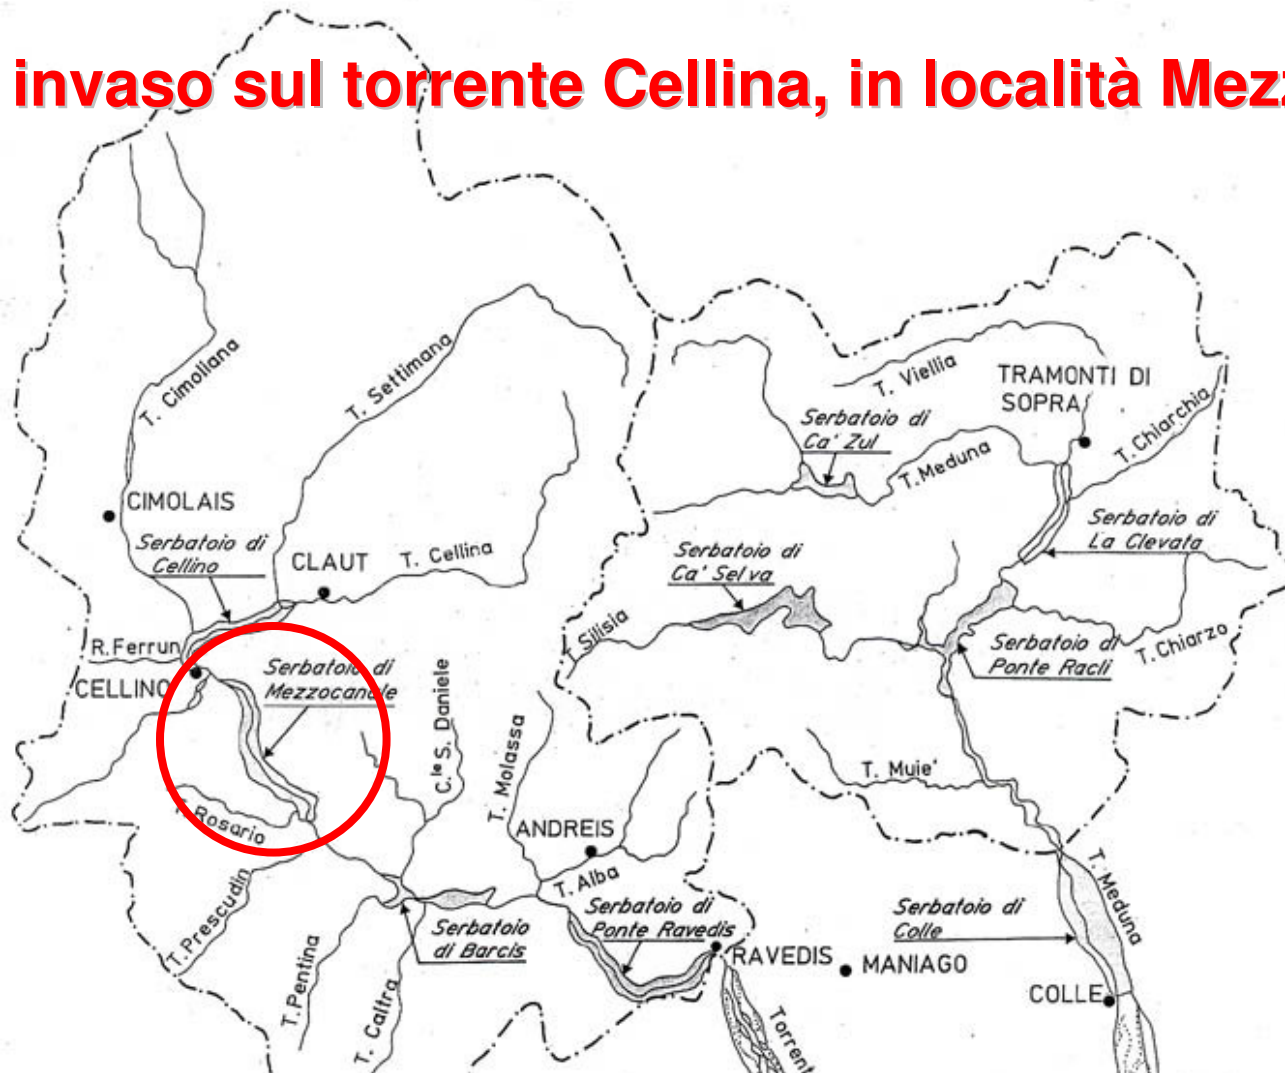 invaso sul torrente Cellina, in località
T. Cimoliana
T. Settimana
T. Viellia
TRAMONTI DI
SOPRA
T. Chiarchia
Serbatoio di
Ca' Zul
T. Meduna
CIMOLAIS
Serbatoio di
Cellino
CLAUT
T. Cellina
Serbatoio di
Ca' Selva
Serbatoio di
La Clevata
R. Ferrun
T. Silisia
Serbatoio di
Ponte Racli
T. Chiarzo
CELLINO
Serbatoio di
Mezzocanale
C.le S. Daniele
T. Molassa
T. Muie'
T. Rosario
ANDREIS
T. Alba
T. Meduna
T. Prescudin
T. Pentina
T. Caltra
Serbatoio
di Barcis
Serbatoio di
Ponte Ravedis
RAVEDIS
MANIAGO
Serbatoio di
Colle
COLLE
Torrent